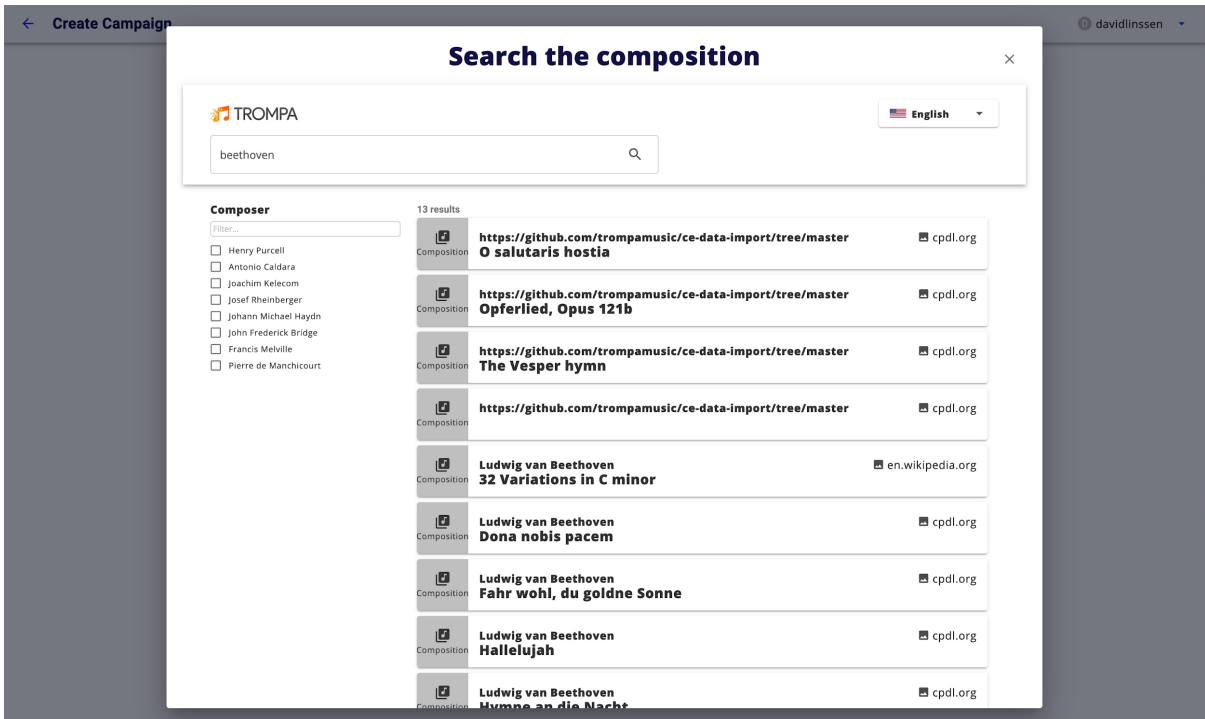 Create Campaign
davidlinssen
Search the composition
TROMPA
English
beethoven
Composer
Filter...
Henry Purcell
Antonio Caldara
Joachim Kelecom
Josef Rheinberger
Johann Michael Haydn
John Frederick Bridge
Francis Melville
Pierre de Manchicourt
13 results
Composition
https://github.com/trompamusic/ce-data-import/tree/master
O salutaris hostia
cpdl.org
Composition
https://github.com/trompamusic/ce-data-import/tree/master
Opferlied, Opus 121b
cpdl.org
Composition
https://github.com/trompamusic/ce-data-import/tree/master
The Vesper hymn
cpdl.org
Composition
https://github.com/trompamusic/ce-data-import/tree/master
cpdl.org
Composition
Ludwig van Beethoven
32 Variations in C minor
en.wikipedia.org
Composition
Ludwig van Beethoven
Dona nobis pacem
cpdl.org
Composition
Ludwig van Beethoven
Fahr wohl, du goldne Sonne
cpdl.org
Composition
Ludwig van Beethoven
Hallelujah
cpdl.org
Composition
Ludwig van Beethoven
Hymne an die Nacht
cpdl.org